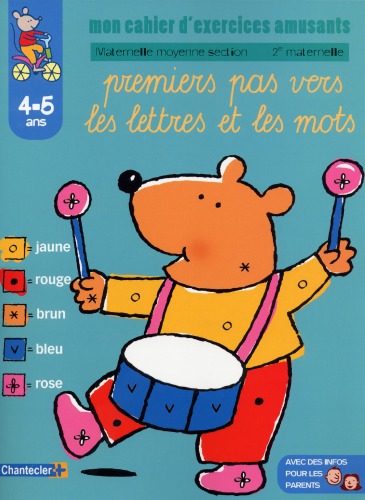 mon cahier d'exercices amusants
Maternelle moyenne section 2e maternelle
4-5
ans
premiers pas vers
les lettres et les mots
= jaune
= rouge
= brun
= bleu
= rose
Chantecler
AVEC DES INFOS
POUR LES
PARENTS